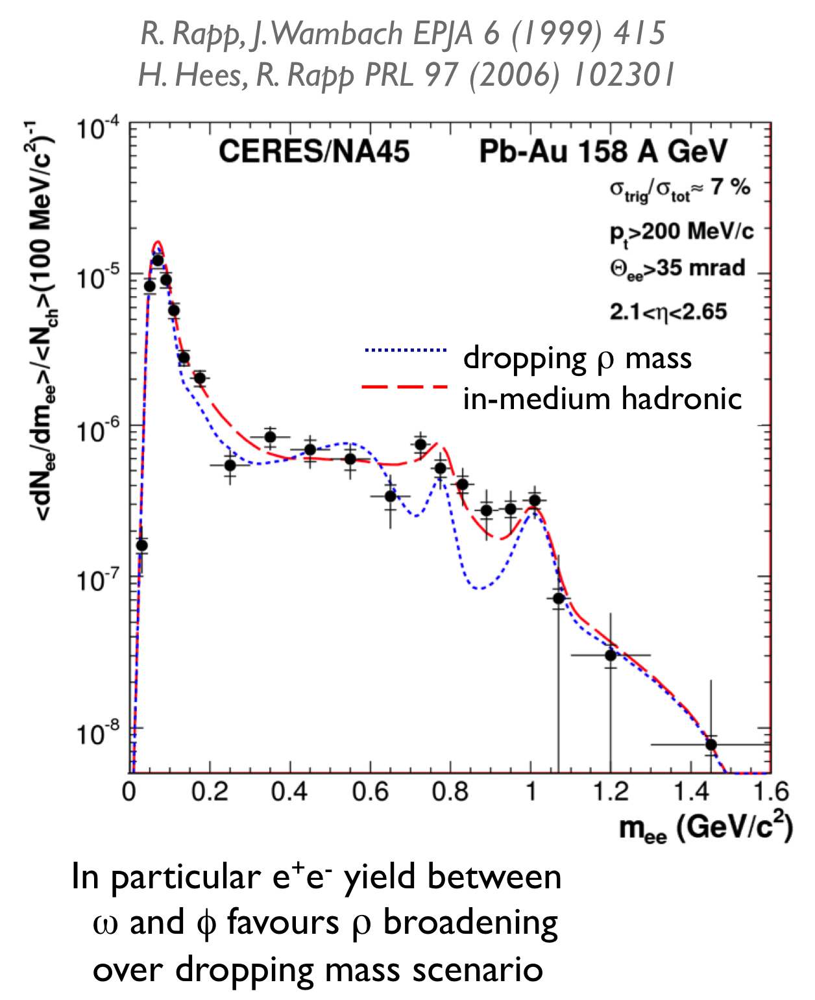 R. Rapp, J. Wambach EPJA 6 (1999) 415
H. Hees, R. Rapp PRL 97 (2006) 102301
CERES/NA45 Pb-Au 158 A GeV
σtrig/σtot≈ 7 %
pt>200 MeV/c
Θee>35 mrad
2.1<η<2.65
dropping ρ mass
in-medium hadronic
<dNee/dmee>/<Nch>(100 MeV/c²)⁻¹
10⁻⁴
10⁻⁵
10⁻⁶
10⁻⁷
10⁻⁸
0 0.2 0.4 0.6 0.8 1 1.2 1.4 1.6
mee (GeV/c²)
In particular e⁺e⁻ yield between
ω and ϕ favours ρ broadening
over dropping mass scenario